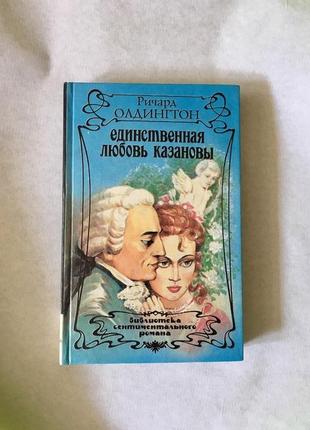 Ричард
ОЛДИНГТОН
ЕДИНСТВЕННАЯ
ЛЮБОВЬ КАЗАНОВЫ
Библиотека
сентиментального
романа